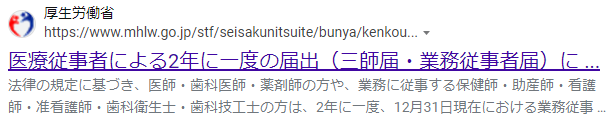 厚生労働省
https://www.mhlw.go.jp/stf/seisakunitsuite/bunya/kenkou...
医療従事者による2年に一度の届出（三師届・業務従事者届）に ...
法律の規定に基づき、医師・歯科医師・薬剤師の方や、業務に従事する保健師・助産師・看護
師・准看護師・歯科衛生士・歯科技工士の方は、2年に一度、12月31日現在における業務従事 ...